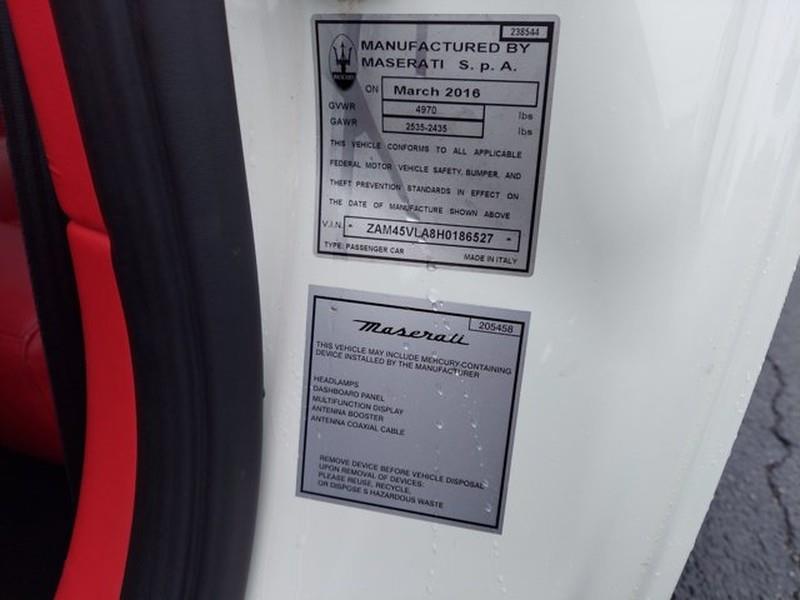 238544
MANUFACTURED BY
MASERATI S. p. A.
ON March 2016
GVWR 4970 lbs
GAWR 2535-2435 lbs
THIS VEHICLE CONFORMS TO ALL APPLICABLE
FEDERAL MOTOR VEHICLE SAFETY, BUMPER, AND
THEFT PREVENTION STANDARDS IN EFFECT ON
THE DATE OF MANUFACTURE SHOWN ABOVE
V.I.N. - ZAM45VLA8H0186527 -
TYPE: PASSENGER CAR MADE IN ITALY
Maserati 205458
THIS VEHICLE MAY INCLUDE MERCURY-CONTAINING
DEVICE INSTALLED BY THE MANUFACTURER
HEADLAMPS
DASHBOARD PANEL
MULTIFUNCTION DISPLAY
ANTENNA BOOSTER
ANTENNA COAXIAL CABLE
REMOVE DEVICE BEFORE VEHICLE DISPOSAL
UPON REMOVAL OF DEVICES:
PLEASE REUSE, RECYCLE,
OR DISPOSE S HAZARDOUS WASTE